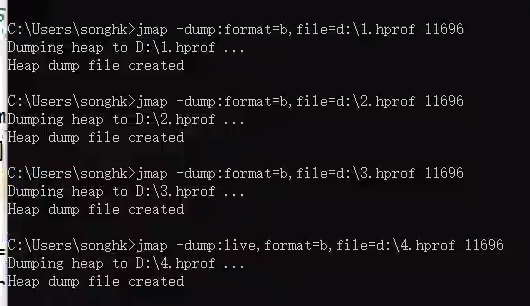 C:\Users\songhk>jmap -dump:format=b,file=d:\1.hprof 11696
Dumping heap to D:\1.hprof ...
Heap dump file created
C:\Users\songhk>jmap -dump:format=b,file=d:\2.hprof 11696
Dumping heap to D:\2.hprof ...
Heap dump file created
C:\Users\songhk>jmap -dump:format=b,file=d:\3.hprof 11696
Dumping heap to D:\3.hprof ...
Heap dump file created
C:\Users\songhk>jmap -dump:live,format=b,file=d:\4.hprof 11696
Dumping heap to D:\4.hprof ...
Heap dump file created